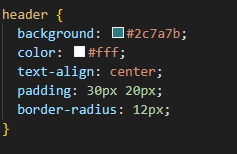 header {
  background: #2c7a7b;
  color: #fff;
  text-align: center;
  padding: 30px 20px;
  border-radius: 12px;
}